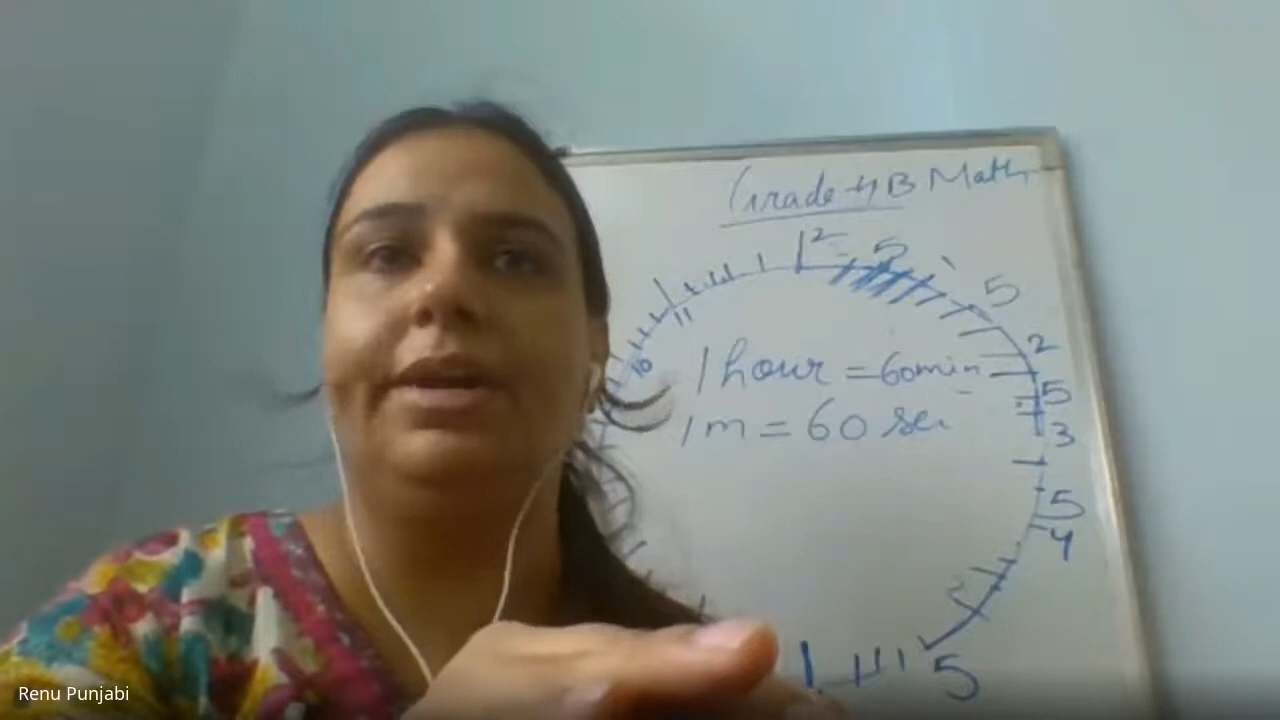 Grade-4B Math
12
5
5
2
11
10
1 hour = 60 min
5
1 m = 60 sec
3
5
4
5
Renu Punjabi